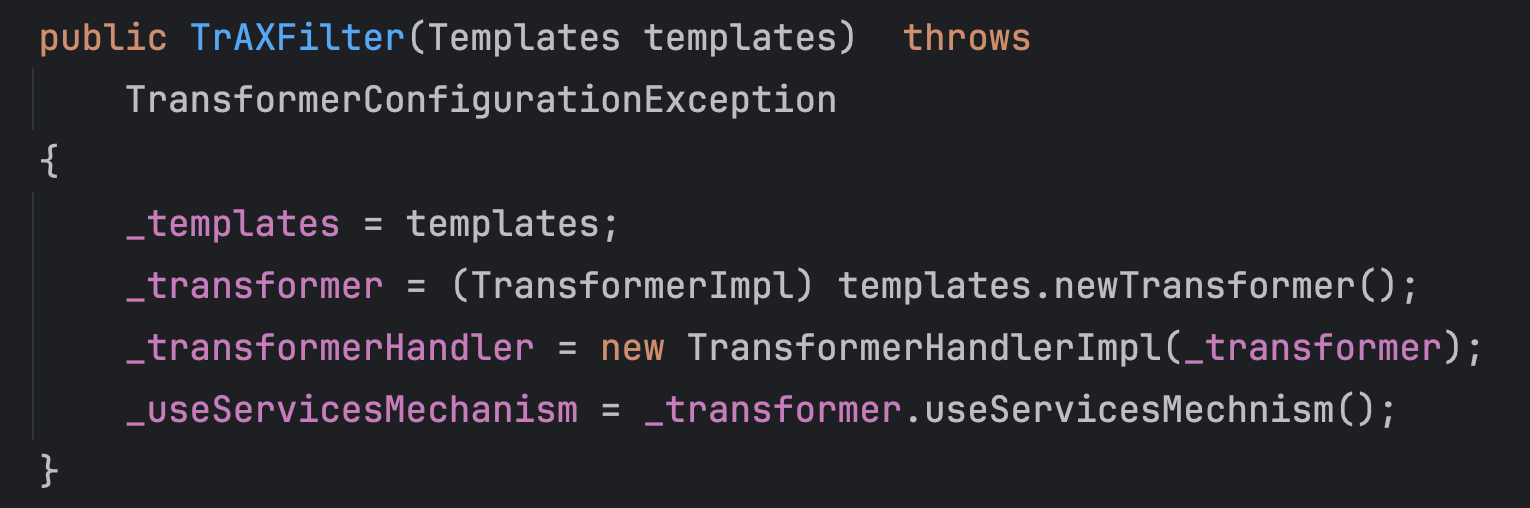 public TrAXFilter(Templates templates)  throws
    TransformerConfigurationException
{
    _templates = templates;
    _transformer = (TransformerImpl) templates.newTransformer();
    _transformerHandler = new TransformerHandlerImpl(_transformer);
    _useServicesMechanism = _transformer.useServicesMechnism();
}